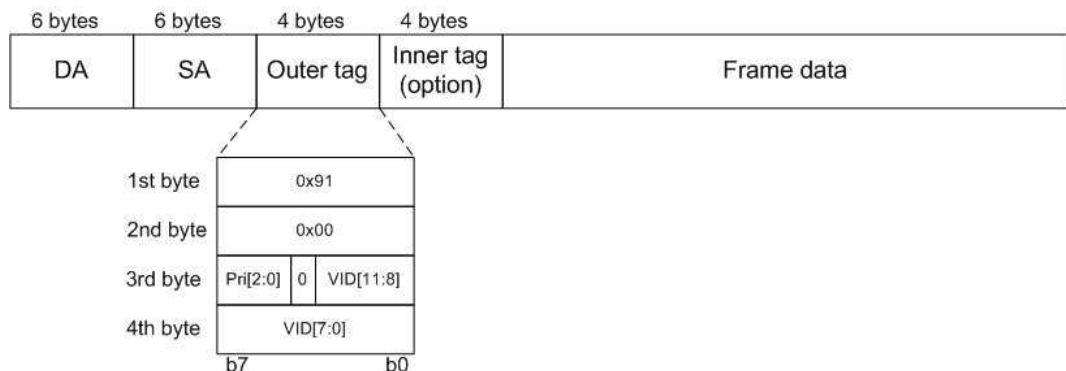 6 bytes 6 bytes 4 bytes 4 bytes
DA SA Outer tag Inner tag (option) Frame data
1st byte 0x91
2nd byte 0x00
3rd byte Pri[2:0] 0 VID[11:8]
4th byte VID[7:0]
b7 b0